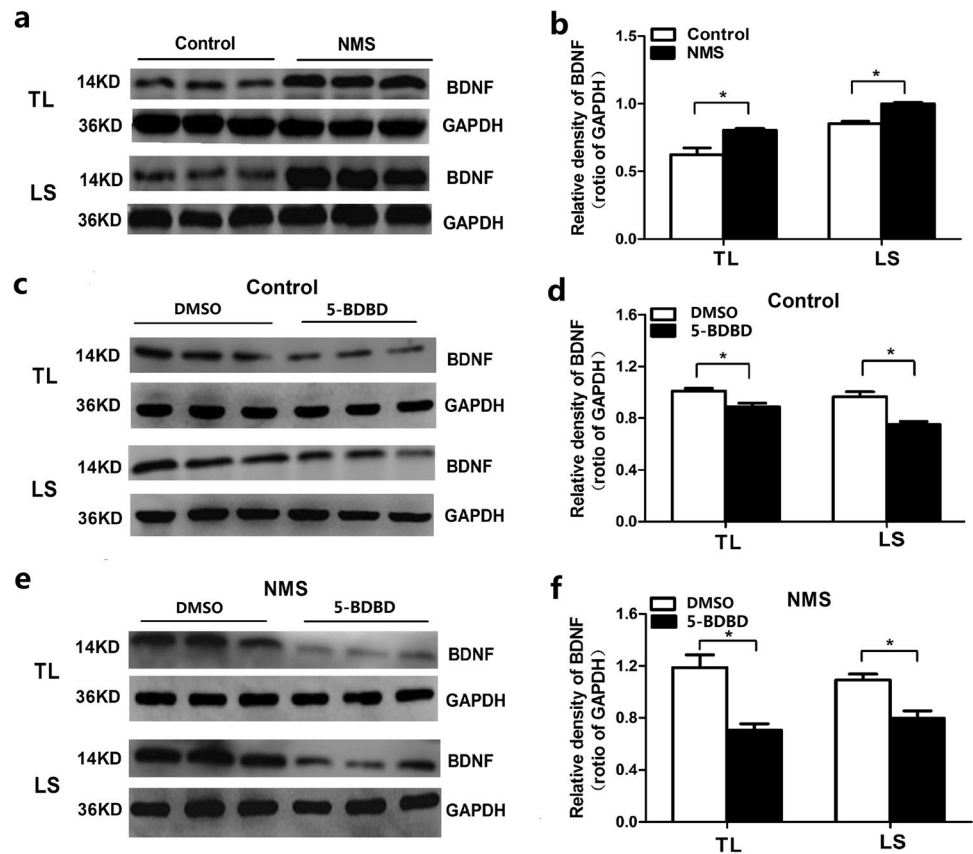 a
Control NMS
TL
14KD BDNF
36KD GAPDH
LS
14KD BDNF
36KD GAPDH
b
Relative density of BDNF
(rotio of GAPDH)
1.5
1.0
0.5
0.0
Control
NMS
* *
TL LS
c
Control
DMSO 5-BDBD
TL
14KD BDNF
36KD GAPDH
LS
14KD BDNF
36KD GAPDH
d
Control
Relative density of BDNF
(rotio of GAPDH)
1.6
1.2
0.8
0.4
0.0
DMSO
5-BDBD
* *
TL LS
e
NMS
DMSO 5-BDBD
TL
14KD BDNF
36KD GAPDH
LS
14KD BDNF
36KD GAPDH
f
NMS
Relative density of BDNF
(rotio of GAPDH)
1.6
1.2
0.8
0.4
0.0
DMSO
5-BDBD
* *
TL LS